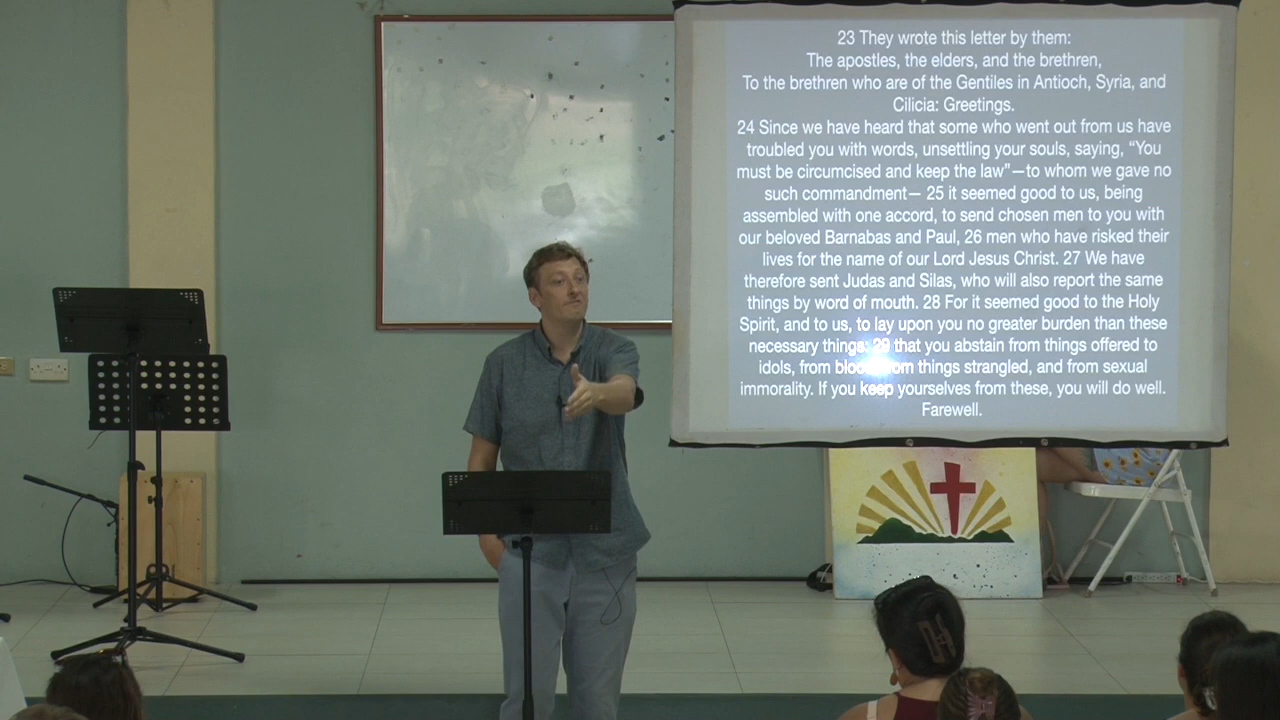 23 They wrote this letter by them:
The apostles, the elders, and the brethren,
To the brethren who are of the Gentiles in Antioch, Syria, and
Cilicia: Greetings.
24 Since we have heard that some who went out from us have
troubled you with words, unsettling your souls, saying, “You
must be circumcised and keep the law”—to whom we gave no
such commandment— 25 it seemed good to us, being
assembled with one accord, to send chosen men to you with
our beloved Barnabas and Paul, 26 men who have risked their
lives for the name of our Lord Jesus Christ. 27 We have
therefore sent Judas and Silas, who will also report the same
things by word of mouth. 28 For it seemed good to the Holy
Spirit, and to us, to lay upon you no greater burden than these
necessary things: 29 that you abstain from things offered to
idols, from blood, from things strangled, and from sexual
immorality. If you keep yourselves from these, you will do well.
Farewell.